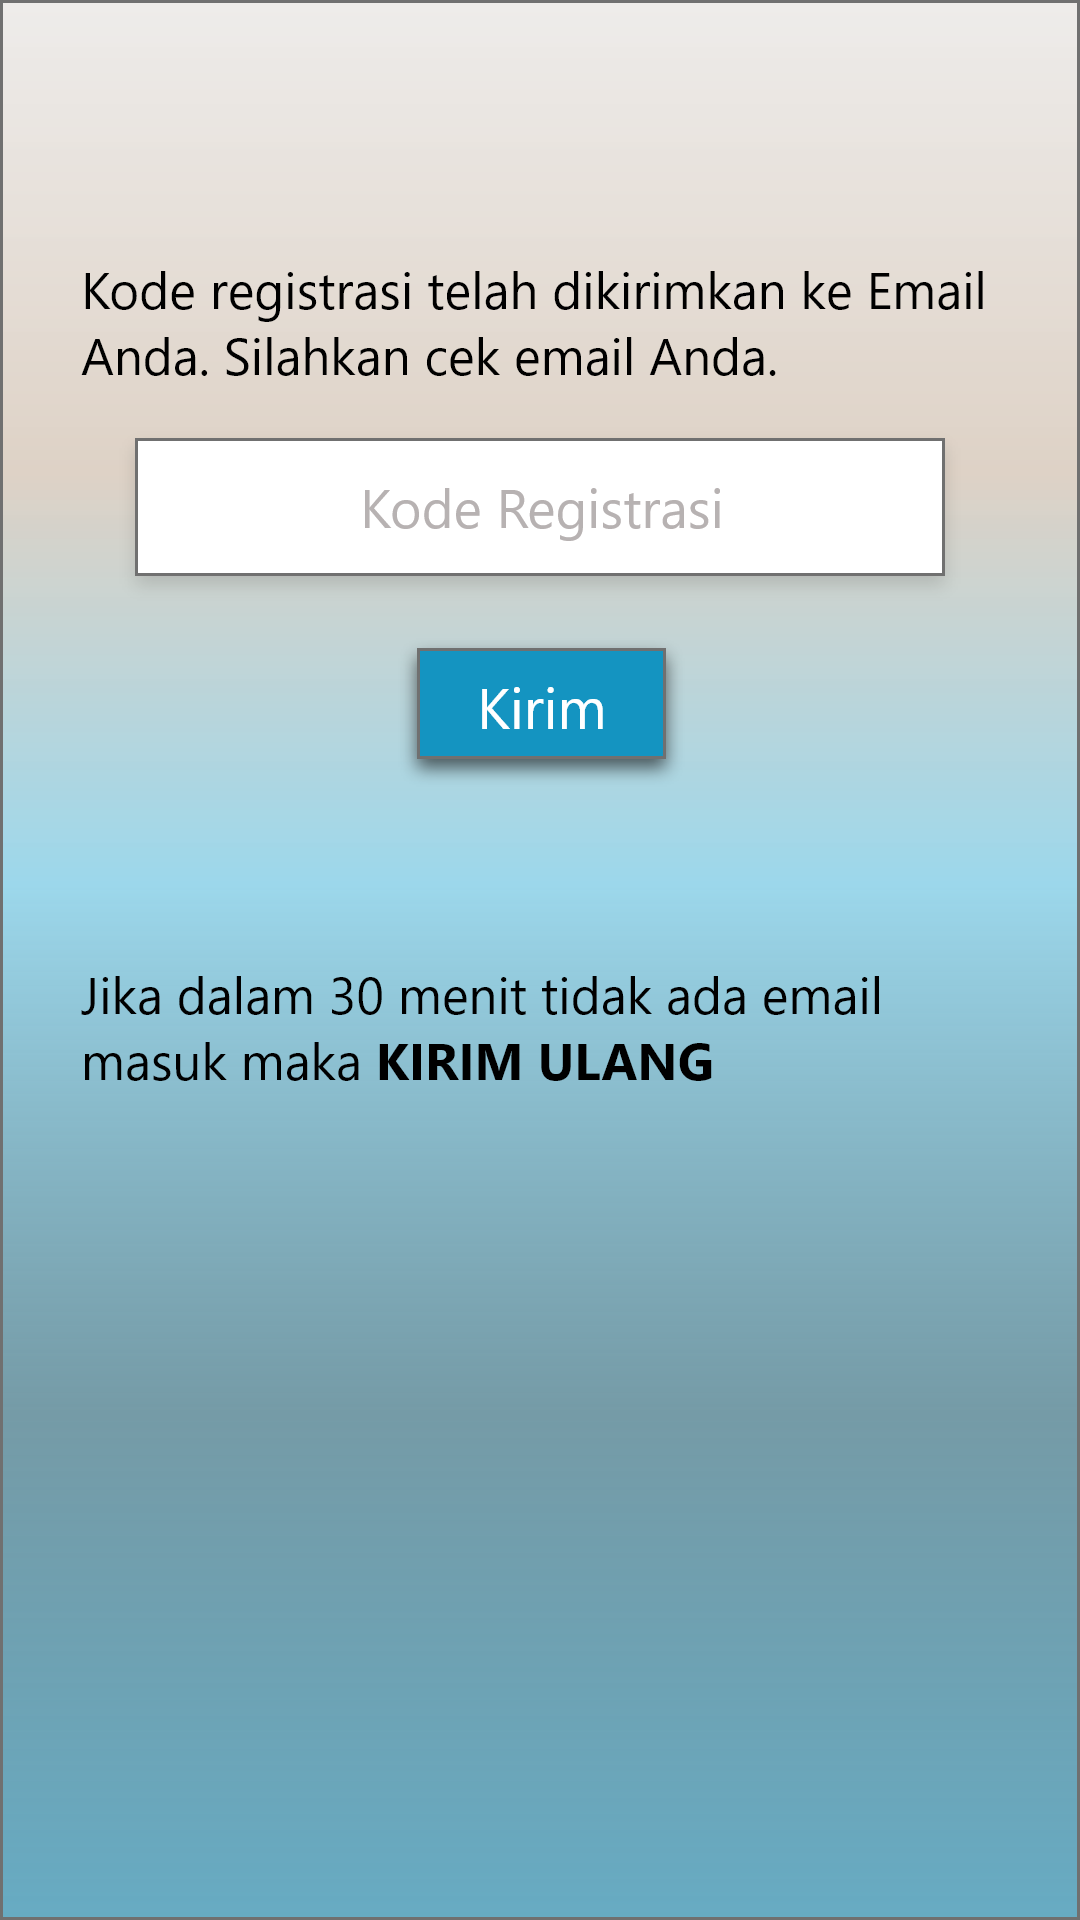 Kode registrasi telah dikirimkan ke Email
Anda. Silahkan cek email Anda.
Kode Registrasi
Kirim
Jika dalam 30 menit tidak ada email
masuk maka KIRIM ULANG